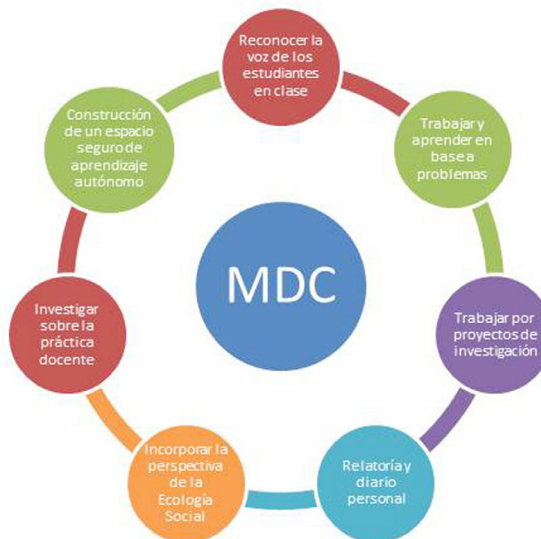 Reconocer la
voz de los
estudiantes
en clase
Trabajar y
aprender en
base a
problemas
Trabajar por
proyectos de
investigación
Relatoría y
diario
personal
Incorporar la
perspectiva
de la
Ecología
Social
Investigar
sobre la
práctica
docente
Construcción
de un espacio
seguro de
aprendizaje
autónomo
MDC